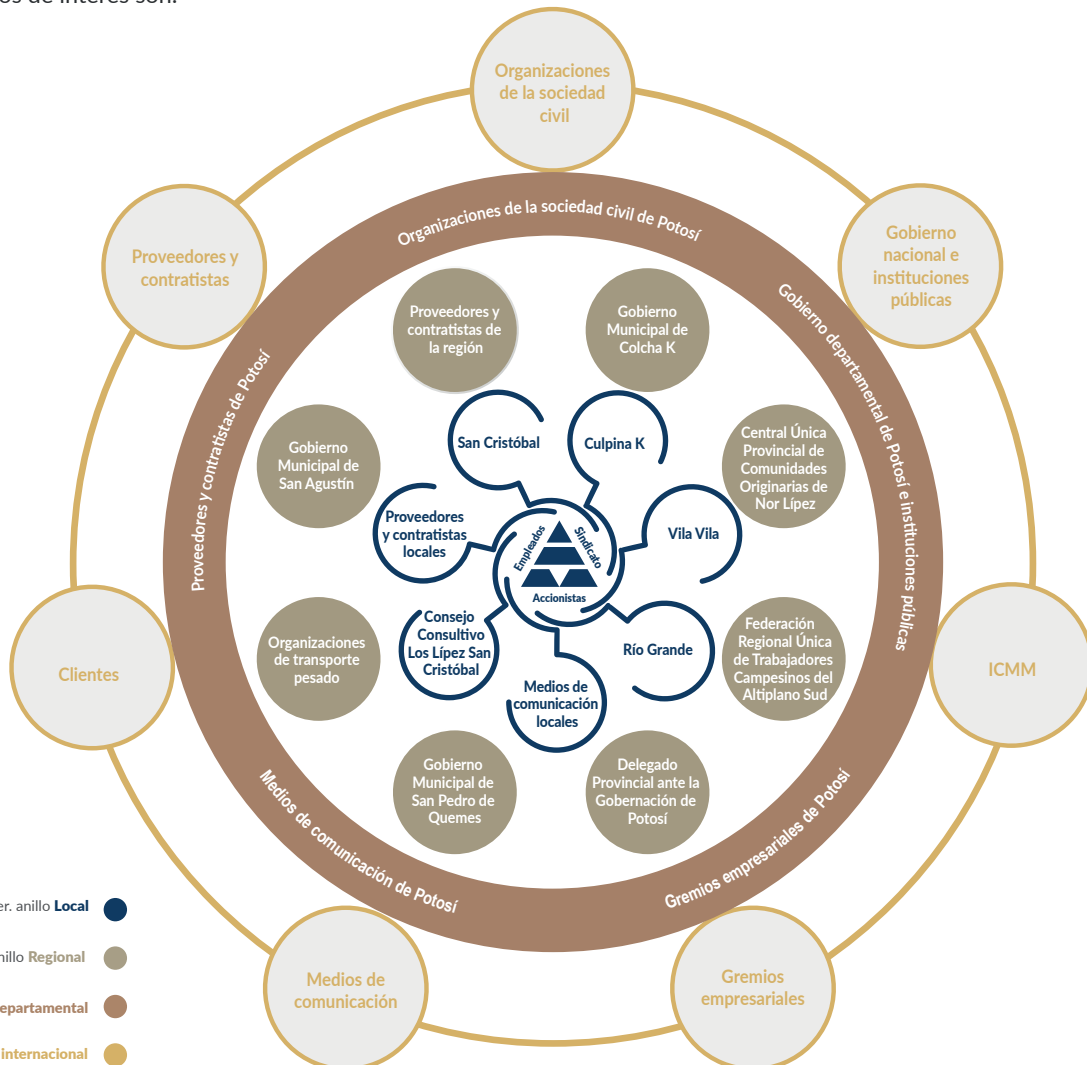 de interés son:
Organizaciones
de la sociedad
civil
Proveedores y
contratistas
Gobierno
nacional e
instituciones
públicas
Organizaciones de la sociedad civil de Potosí
Gobierno departamental de Potosí e instituciones públicas
Proveedores y contratistas de Potosí
Proveedores y
contratistas de
la región
Gobierno
Municipal de
Colcha K
Gobierno
Municipal de
San Agustín
San Cristóbal
Culpina K
Central Única
Provincial de
Comunidades
Originarias de
Nor Lípez
Proveedores
y contratistas
locales
Empleados
Sindicato
Accionistas
Vila Vila
Consejo
Consultivo
Los Lípez San
Cristóbal
Río Grande
Organizaciones
de transporte
pesado
Federación
Regional Única
de Trabajadores
Campesinos del
Altiplano Sud
Medios de
comunicación
locales
Clientes
ICMM
Gobierno
Municipal de
San Pedro de
Quemes
Delegado
Provincial ante la
Gobernación de
Potosí
Medios de comunicación de Potosí
Gremios empresariales de Potosí
Medios de
comunicación
Gremios
empresariales
anillo Local
Regional
internacional